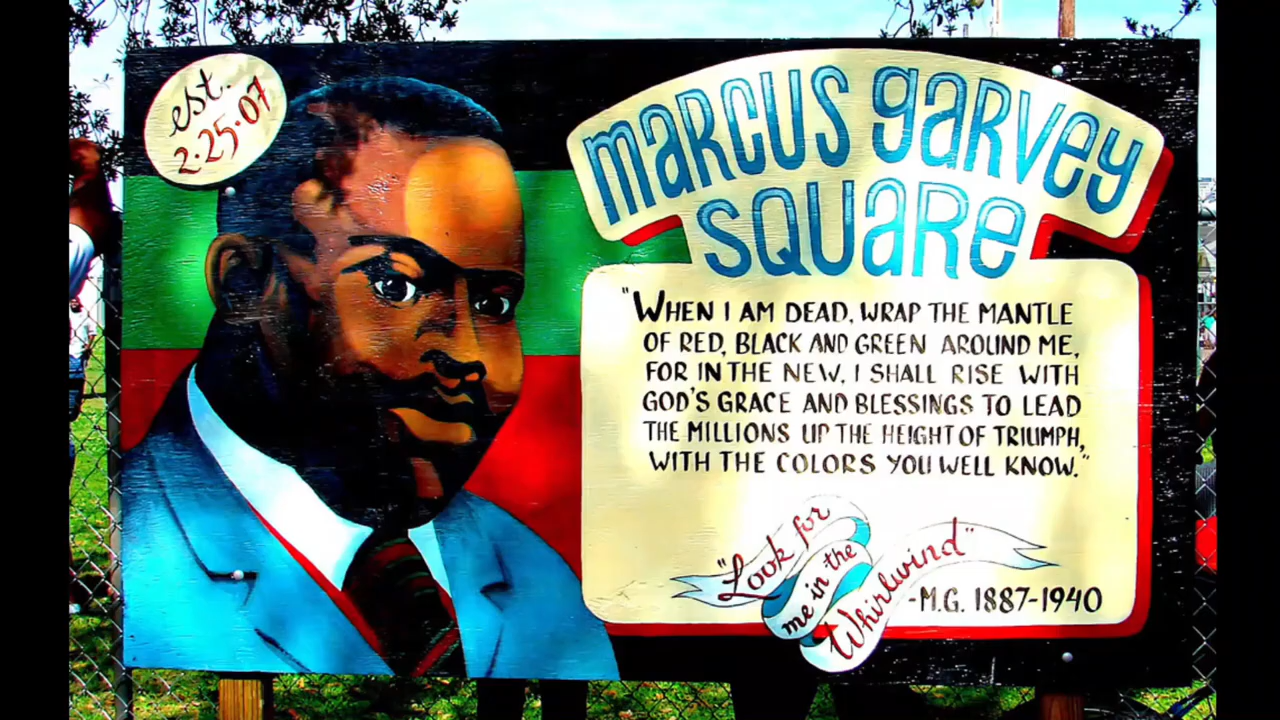 est.
2.25.07
marcus garvey
square
"WHEN I AM DEAD, WRAP THE MANTLE
OF RED, BLACK AND GREEN AROUND ME,
FOR IN THE NEW, I SHALL RISE WITH
GOD'S GRACE AND BLESSINGS TO LEAD
THE MILLIONS UP THE HEIGHT OF TRIUMPH,
WITH THE COLORS YOU WELL KNOW."
"Look for
me in the
Whirlwind"
-M.G. 1887-1940